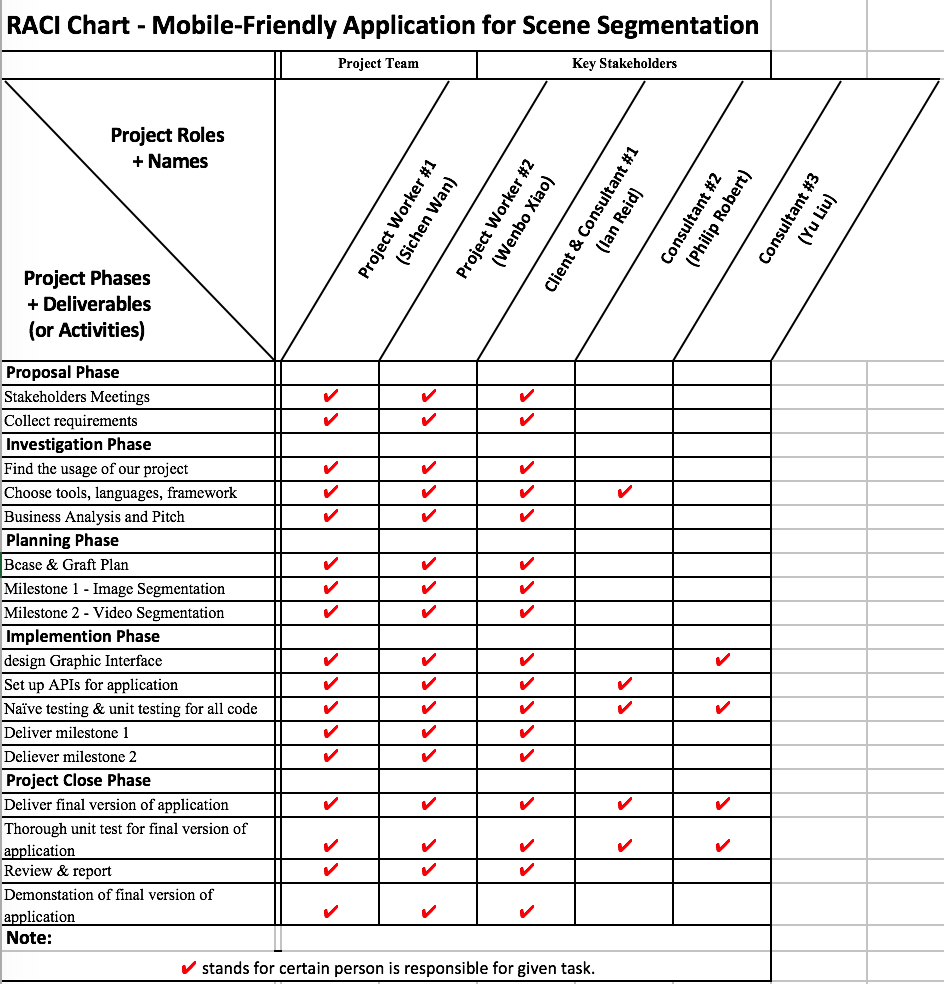 RACI Chart - Mobile-Friendly Application for Scene Segmentation
Project Team
Key Stakeholders
Project Roles
+ Names
Project Phases
+ Deliverables
(or Activities)
Project Worker #1
(Sichen Wan)
Project Worker #2
(Wenbo Xiao)
Client & Consultant #1
(Ian Reid)
Consultant #2
(Philip Robert)
Consultant #3
(Yu Liu)
Proposal Phase
Stakeholders Meetings ✔ ✔ ✔
Collect requirements ✔ ✔ ✔
Investigation Phase
Find the usage of our project ✔ ✔ ✔
Choose tools, languages, framework ✔ ✔ ✔ ✔
Business Analysis and Pitch ✔ ✔ ✔
Planning Phase
Bcase & Graft Plan ✔ ✔ ✔
Milestone 1 - Image Segmentation ✔ ✔ ✔
Milestone 2 - Video Segmentation ✔ ✔ ✔
Implemention Phase
design Graphic Interface ✔ ✔ ✔ ✔
Set up APIs for application ✔ ✔ ✔ ✔
Naïve testing & unit testing for all code ✔ ✔ ✔ ✔ ✔
Deliver milestone 1 ✔ ✔ ✔
Deliever milestone 2 ✔ ✔ ✔
Project Close Phase
Deliver final version of application ✔ ✔ ✔ ✔ ✔
Thorough unit test for final version of
application ✔ ✔ ✔ ✔ ✔
Review & report ✔ ✔ ✔
Demonstation of final version of
application ✔ ✔ ✔
Note:
✔ stands for certain person is responsible for given task.